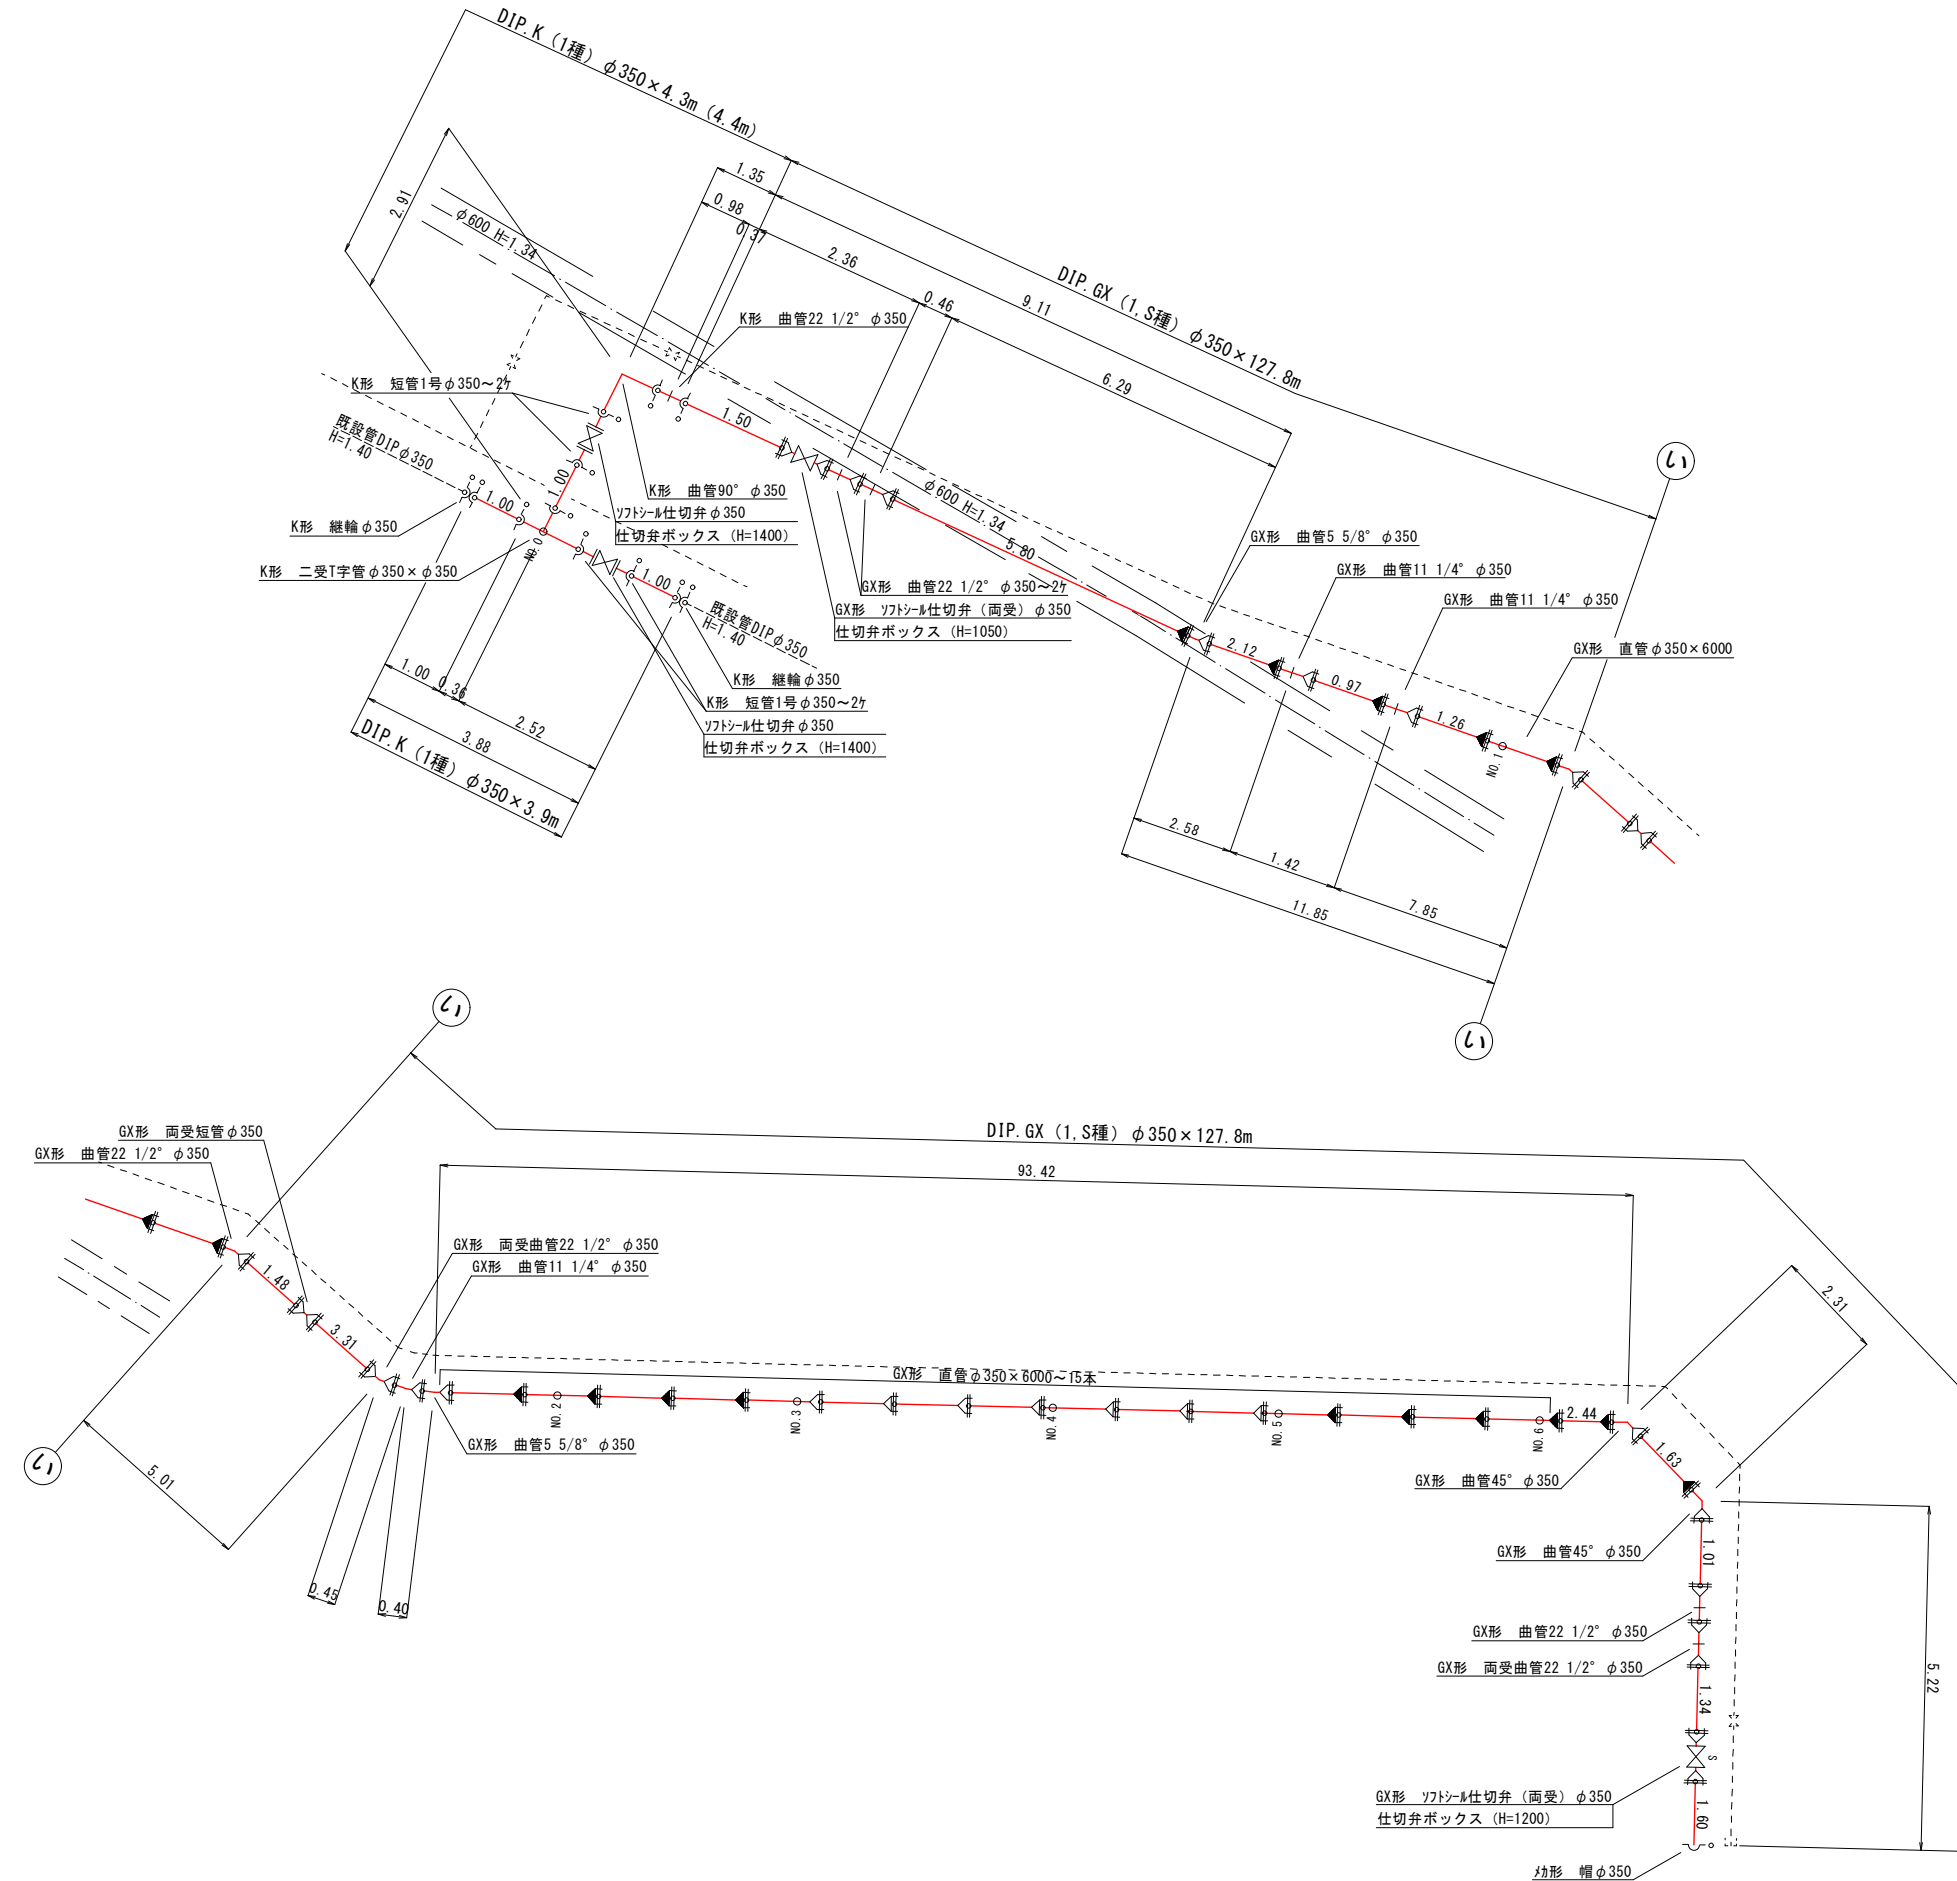 DIP.K (1種) φ350×4.3m (4.4m)
2.91
1.35
0.98
0.37
φ600 H=1.34
2.36
0.46
9.11
DIP.GX (1,S種) φ350×127.8m
6.29
い
K形 曲管22 1/2° φ350
K形 短管1号φ350～2ｹ
1.50
既設管DIPφ350
H=1.40
1.00
1.00
K形 曲管90° φ350
ｿﾌﾄｼｰﾙ仕切弁φ350
仕切弁ボックス (H=1400)
φ600 H=1.34
5.80
K形 継輪φ350
NO.0
K形 二受T字管φ350×φ350
1.00
GX形 曲管22 1/2° φ350～2ｹ
GX形 ｿﾌﾄｼｰﾙ仕切弁 (両受) φ350
仕切弁ボックス (H=1050)
GX形 曲管5 5/8° φ350
GX形 曲管11 1/4° φ350
GX形 曲管11 1/4° φ350
GX形 直管φ350×6000
既設管DIPφ350
H=1.40
2.12
0.97
1.26
NO.1
K形 継輪φ350
K形 短管1号φ350～2ｹ
ｿﾌﾄｼｰﾙ仕切弁φ350
仕切弁ボックス (H=1400)
1.00
0.36
2.52
3.88
DIP.K (1種) φ350×3.9m
2.58
1.42
7.85
11.85
い
い
GX形 両受短管φ350
GX形 曲管22 1/2° φ350
DIP.GX (1,S種) φ350×127.8m
93.42
GX形 両受曲管22 1/2° φ350
GX形 曲管11 1/4° φ350
1.48
3.31
2.31
GX形 直管φ350×6000～15本
NO.2
NO.3
NO.4
NO.5
NO.6
2.44
1.63
GX形 曲管5 5/8° φ350
い
5.01
0.45
0.40
GX形 曲管45° φ350
GX形 曲管45° φ350
1.01
GX形 曲管22 1/2° φ350
GX形 両受曲管22 1/2° φ350
5.22
1.34
S
GX形 ｿﾌﾄｼｰﾙ仕切弁 (両受) φ350
仕切弁ボックス (H=1200)
1.60
ﾒｶ形 帽φ350